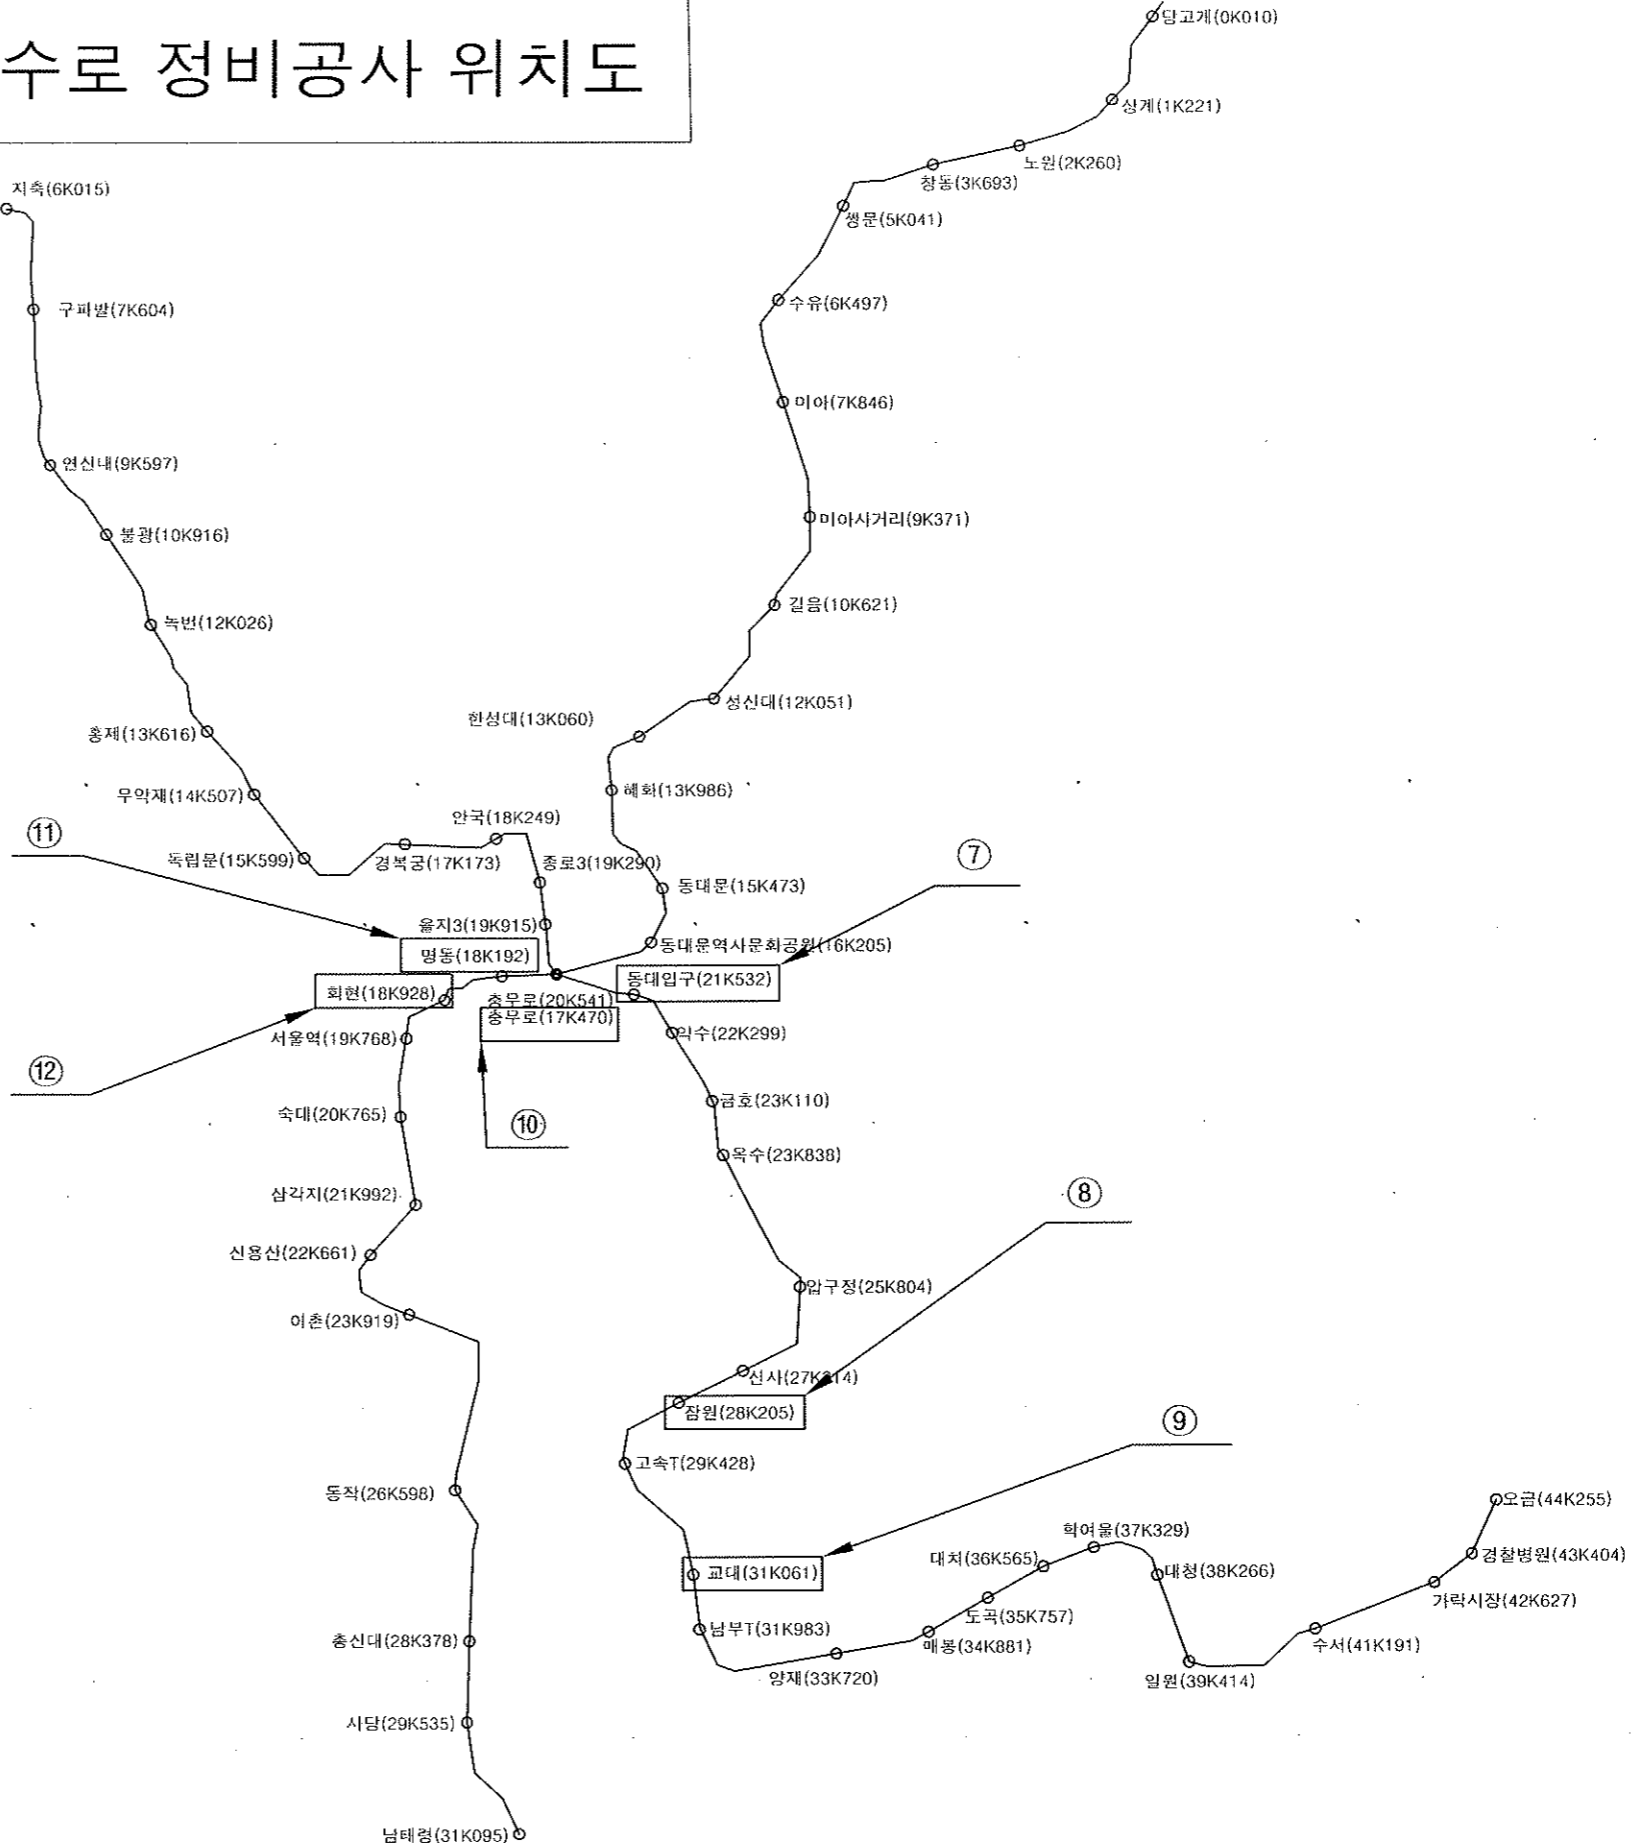 수로 정비공사 위치도
당고개(0K010)
상계(1K221)
노원(2K260)
창동(3K693)
쌍문(5K041)
수유(6K497)
미아(7K846)
미아사거리(9K371)
길음(10K621)
성신대(12K051)
한성대(13K060)
혜화(13K986)
동대문(15K473)
동대문역사문화공원(16K205)
지축(6K015)
구파발(7K604)
연신내(9K597)
불광(10K916)
녹번(12K026)
홍제(13K616)
무악재(14K507)
독립문(15K599)
경복궁(17K173)
안국(18K249)
종로3(19K290)
을지3(19K915)
⑪
명동(18K192)
회현(18K928)
⑫
충무로(20K541)
충무로(17K470)
⑩
⑦
동대입구(21K532)
약수(22K299)
금호(23K110)
옥수(23K838)
압구정(25K804)
⑧
잠원(28K205)
고속T(29K428)
⑨
교대(31K061)
남부T(31K983)
양재(33K720)
매봉(34K881)
도곡(35K757)
대치(36K565)
학여울(37K329)
대청(38K266)
일원(39K414)
수서(41K191)
가락시장(42K627)
경찰병원(43K404)
오금(44K255)
서울역(19K768)
숙대(20K765)
삼각지(21K992)
신용산(22K661)
이촌(23K919)
동작(26K598)
총신대(28K378)
사당(29K535)
남태령(31K095)